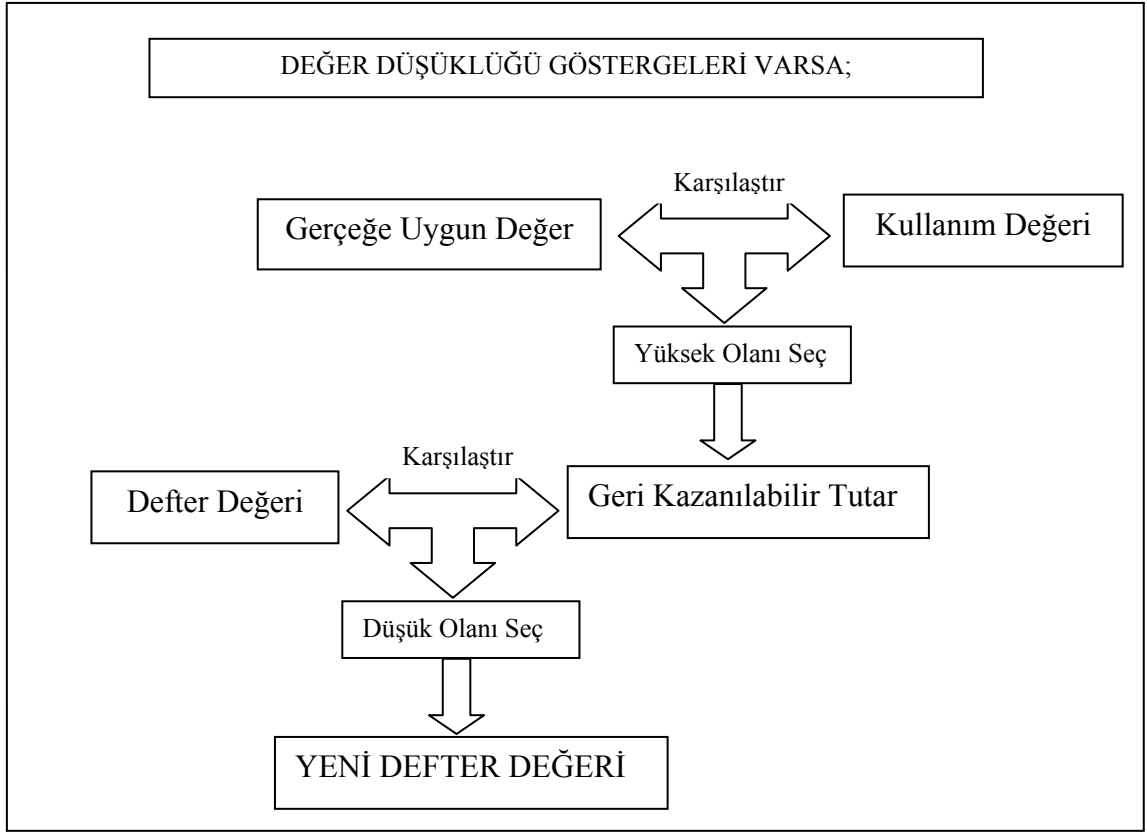 DEĞER DÜŞÜKLÜĞÜ GÖSTERGELERİ VARSA;
Karşılaştır
Gerçeğe Uygun Değer
Kullanım Değeri
Yüksek Olanı Seç
Karşılaştır
Defter Değeri
Geri Kazanılabilir Tutar
Düşük Olanı Seç
YENİ DEFTER DEĞERİ